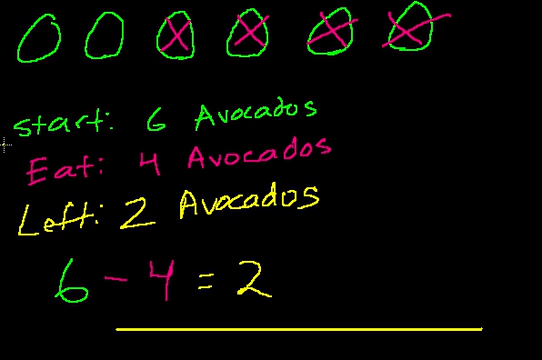 start: 6 Avocados
Eat: 4 Avocados
Left: 2 Avocados
6 - 4 = 2